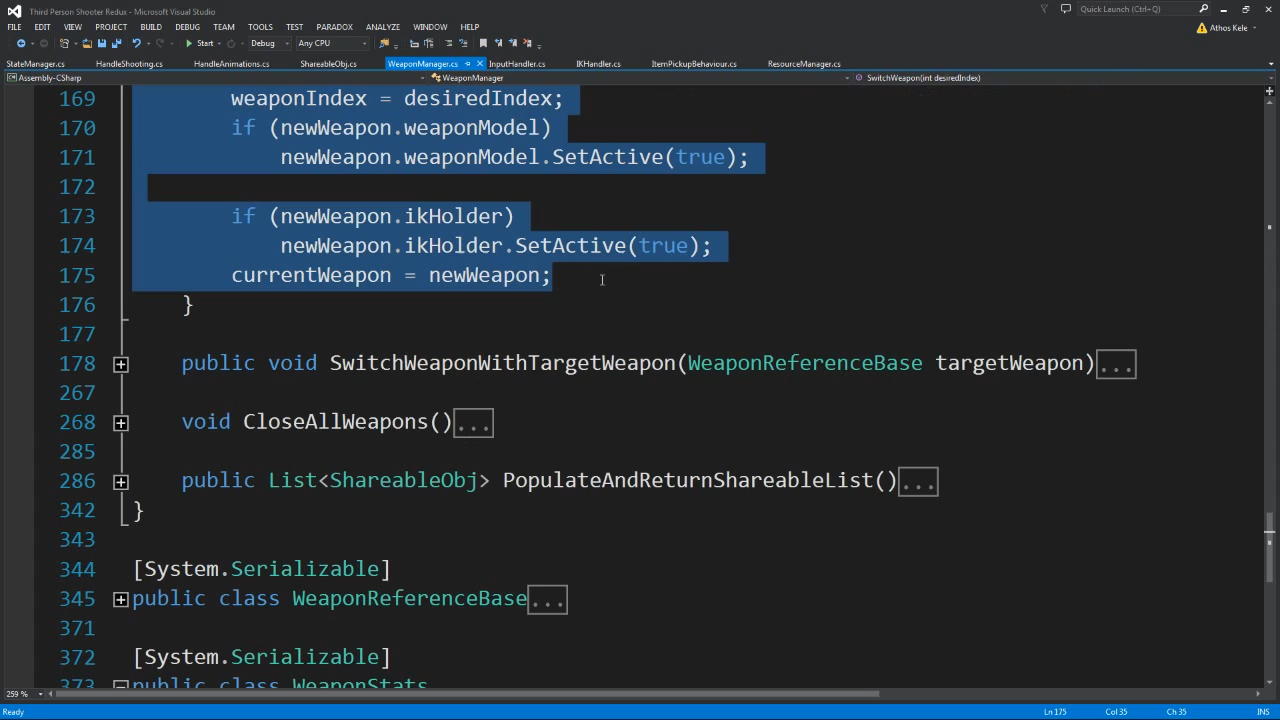 Third Person Shooter Redux - Microsoft Visual Studio
Quick Launch (Ctrl+Q)
FILE EDIT VIEW PROJECT BUILD DEBUG TEAM TOOLS TEST PARADOX ANALYZE WINDOW HELP
Athos Kele
Start Debug Any CPU
StateManager.cs HandleShooting.cs HandleAnimations.cs ShareableObj.cs WeaponManager.cs InputHandler.cs IKHandler.cs ItemPickupBehaviour.cs ResourceManager.cs
Assembly-CSharp WeaponManager SwitchWeapon(int desiredIndex)
169 weaponIndex = desiredIndex;
170 if (newWeapon.weaponModel)
171 newWeapon.weaponModel.SetActive(true);
172
173 if (newWeapon.ikHolder)
174 newWeapon.ikHolder.SetActive(true);
175 currentWeapon = newWeapon;
176 }
177
178 public void SwitchWeaponWithTargetWeapon(WeaponReferenceBase targetWeapon)...
267
268 void CloseAllWeapons()...
285
286 public List<ShareableObj> PopulateAndReturnShareableList()...
342 }
343
344 [System.Serializable]
345 public class WeaponReferenceBase...
371
372 [System.Serializable]
373 public class WeaponStats
259 %
Ready Ln 175 Col 35 Ch 35 INS